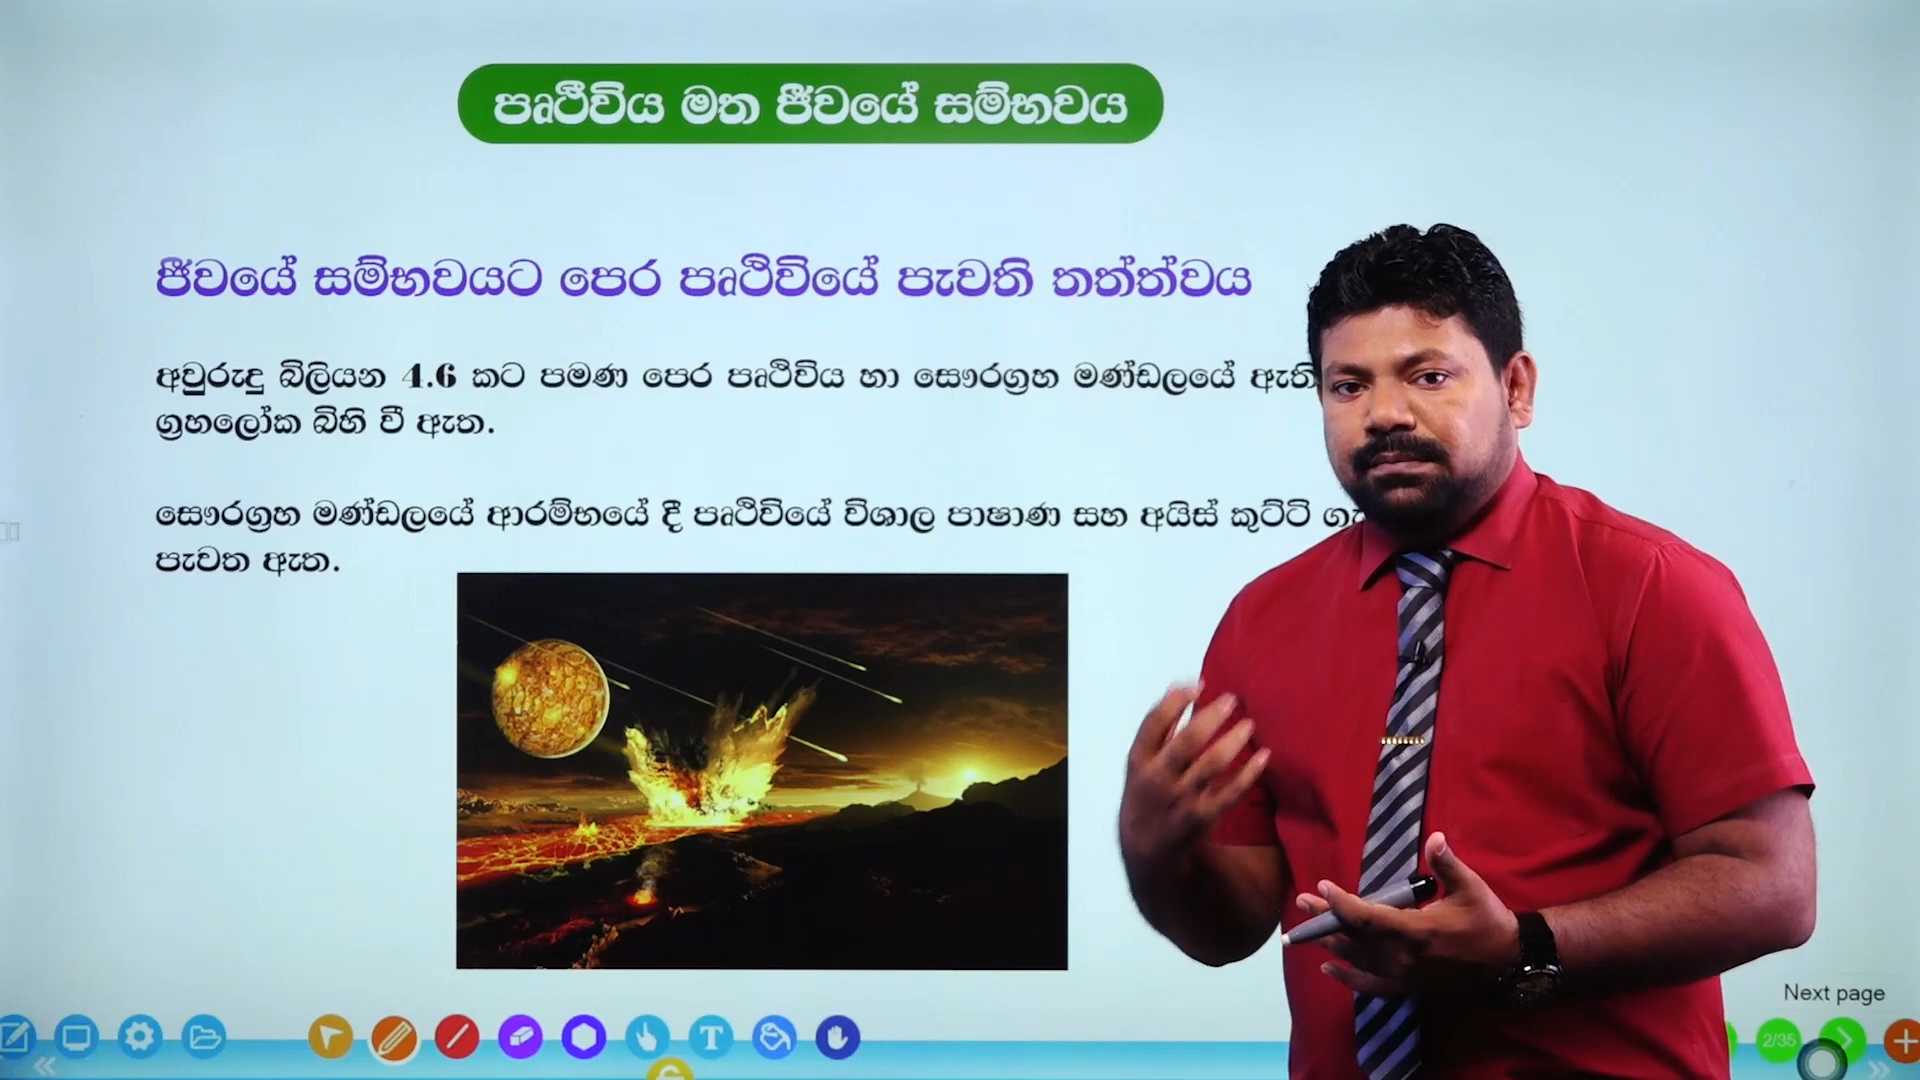 පෘථිවිය මත ජීවයේ සම්භවය
ජීවයේ සම්භවයට පෙර පෘථිවියේ පැවති තත්ත්වය
අවුරුදු බිලියන 4.6 කට පමණ පෙර පෘථිවිය හා සෞරග්‍රහ මණ්ඩලයේ ඇති
ග්‍රහලෝක බිහි වී ඇත.
සෞරග්‍රහ මණ්ඩලයේ ආරම්භයේ දී පෘථිවියේ විශාල පාෂාණ සහ අයිස් කුට්ටි
පැවත ඇත.
Next page
2/35